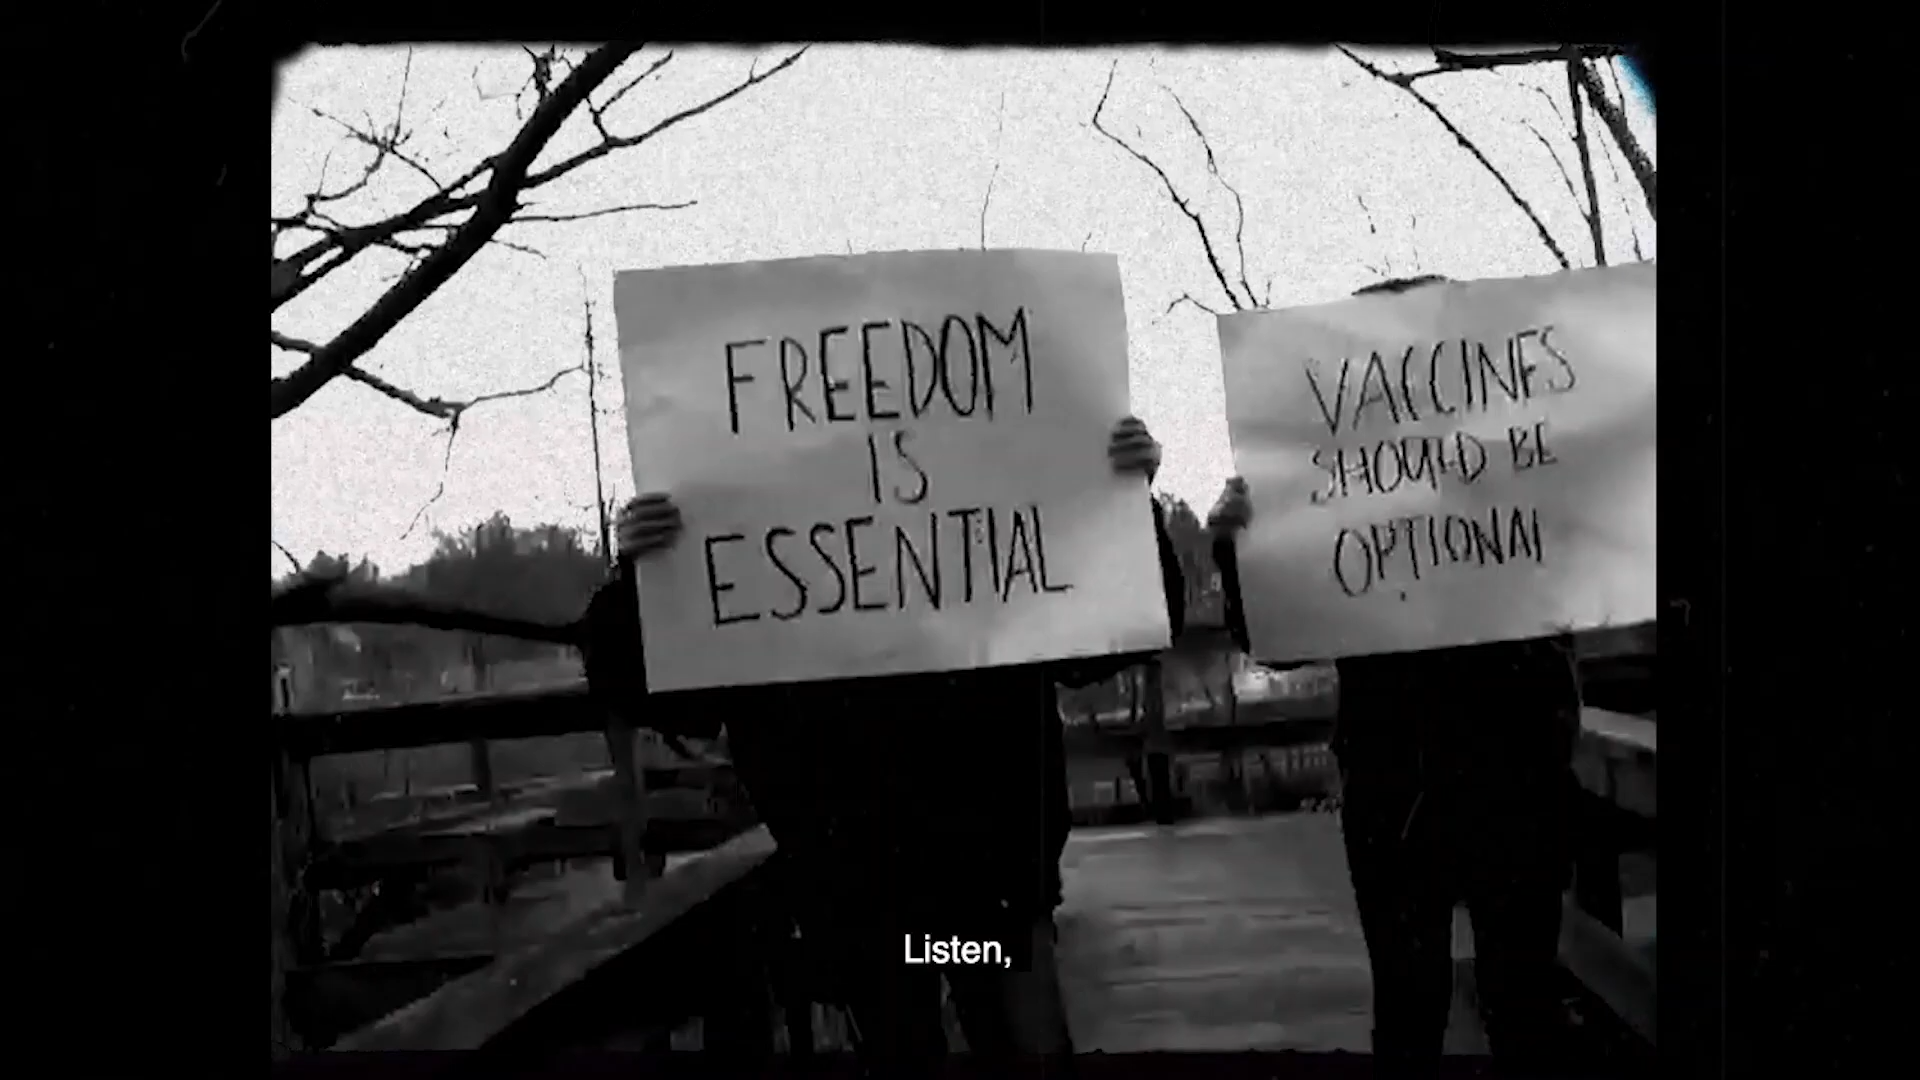 FREEDOM
IS
ESSENTIAL
VACCINES
SHOULD BE
OPTIONAL
Listen,